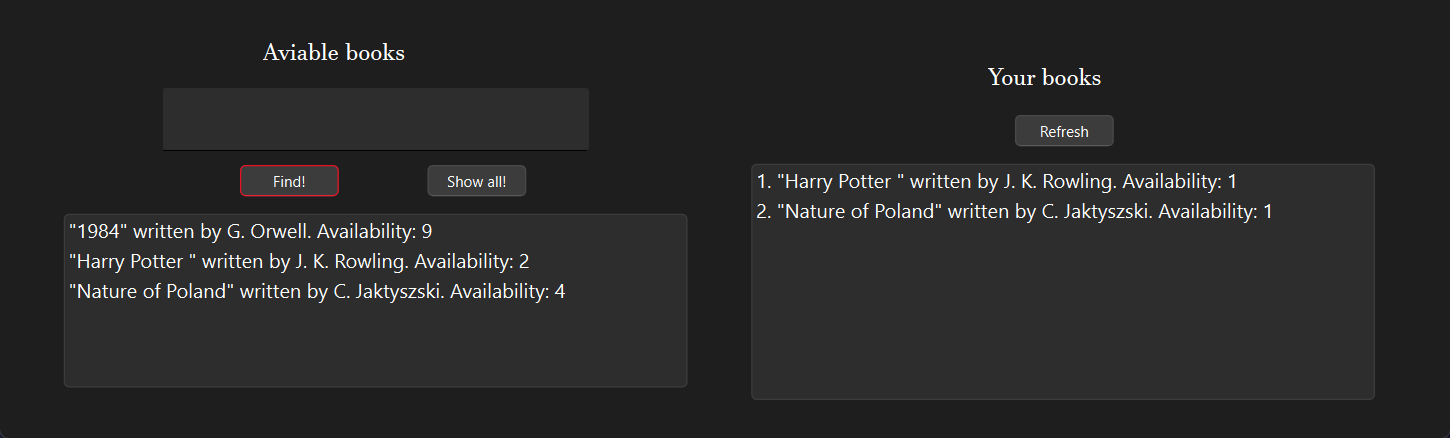 Aviable books
Find!
Show all!
"1984" written by G. Orwell. Availability: 9
"Harry Potter " written by J. K. Rowling. Availability: 2
"Nature of Poland" written by C. Jaktyszski. Availability: 4
Your books
Refresh
1. "Harry Potter " written by J. K. Rowling. Availability: 1
2. "Nature of Poland" written by C. Jaktyszski. Availability: 1